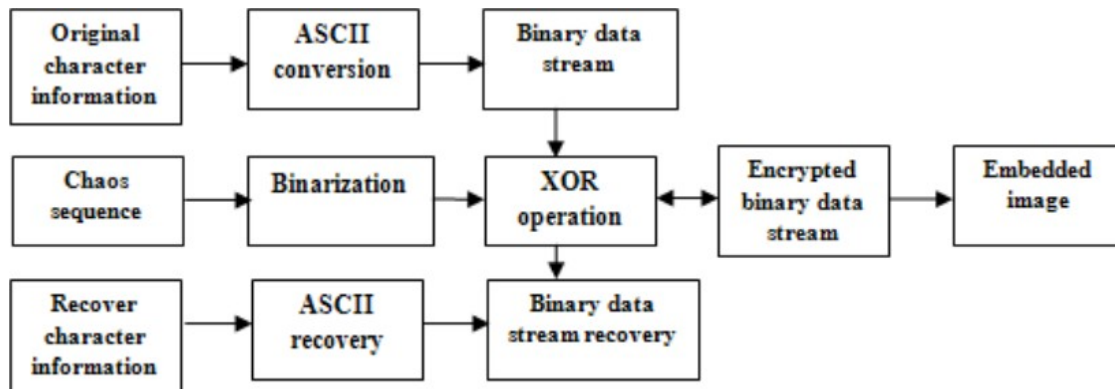 Original
character
information
ASCII
conversion
Binary data
stream
Chaos
sequence
Binarization
XOR
operation
Encrypted
binary data
stream
Embedded
image
Recover
character
information
ASCII
recovery
Binary data
stream recovery